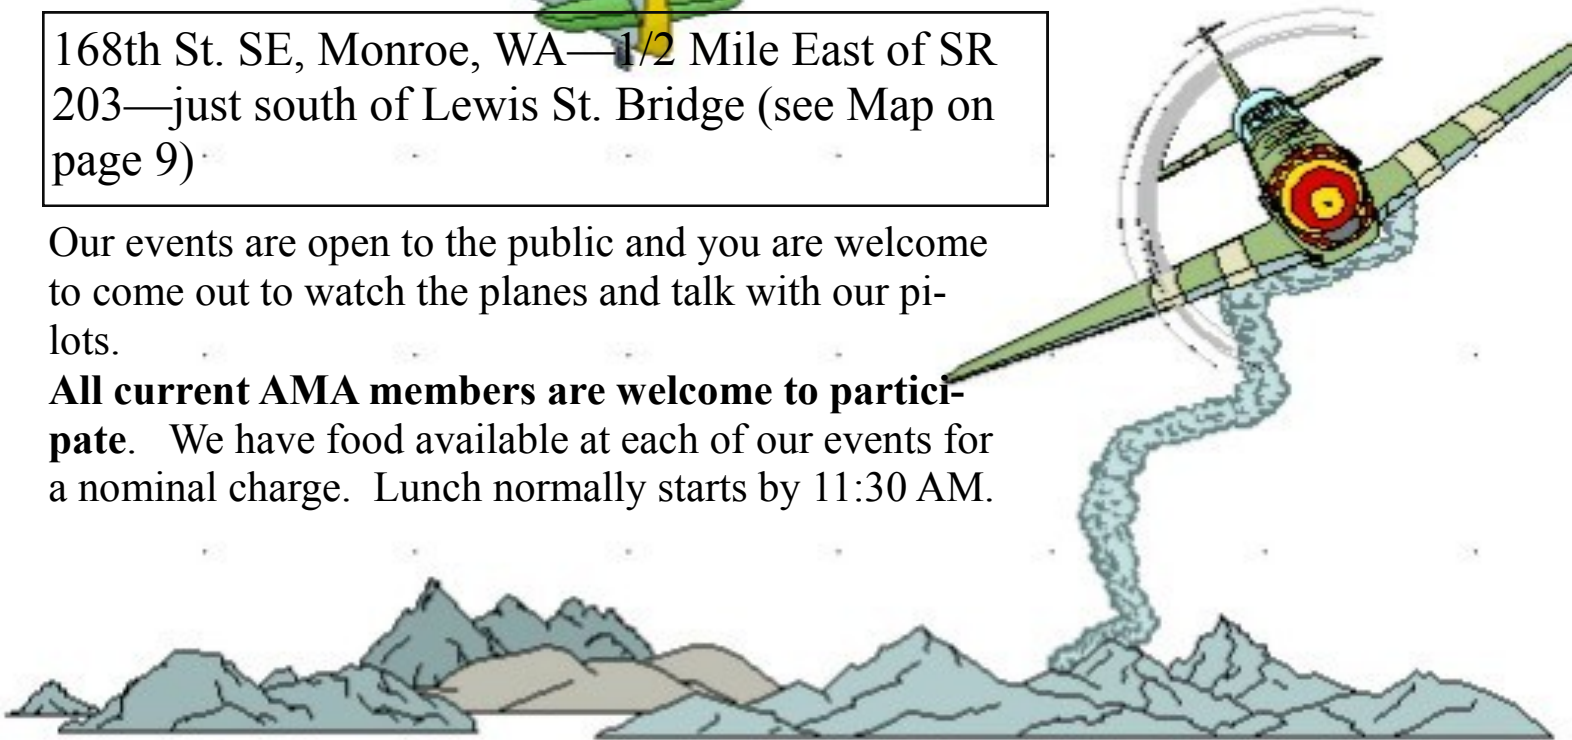 168th St. SE, Monroe, WA—1/2 Mile East of SR
203—just south of Lewis St. Bridge (see Map on
page 9)
Our events are open to the public and you are welcome
to come out to watch the planes and talk with our pi-
lots.
All current AMA members are welcome to partici-
pate.   We have food available at each of our events for
a nominal charge.  Lunch normally starts by 11:30 AM.